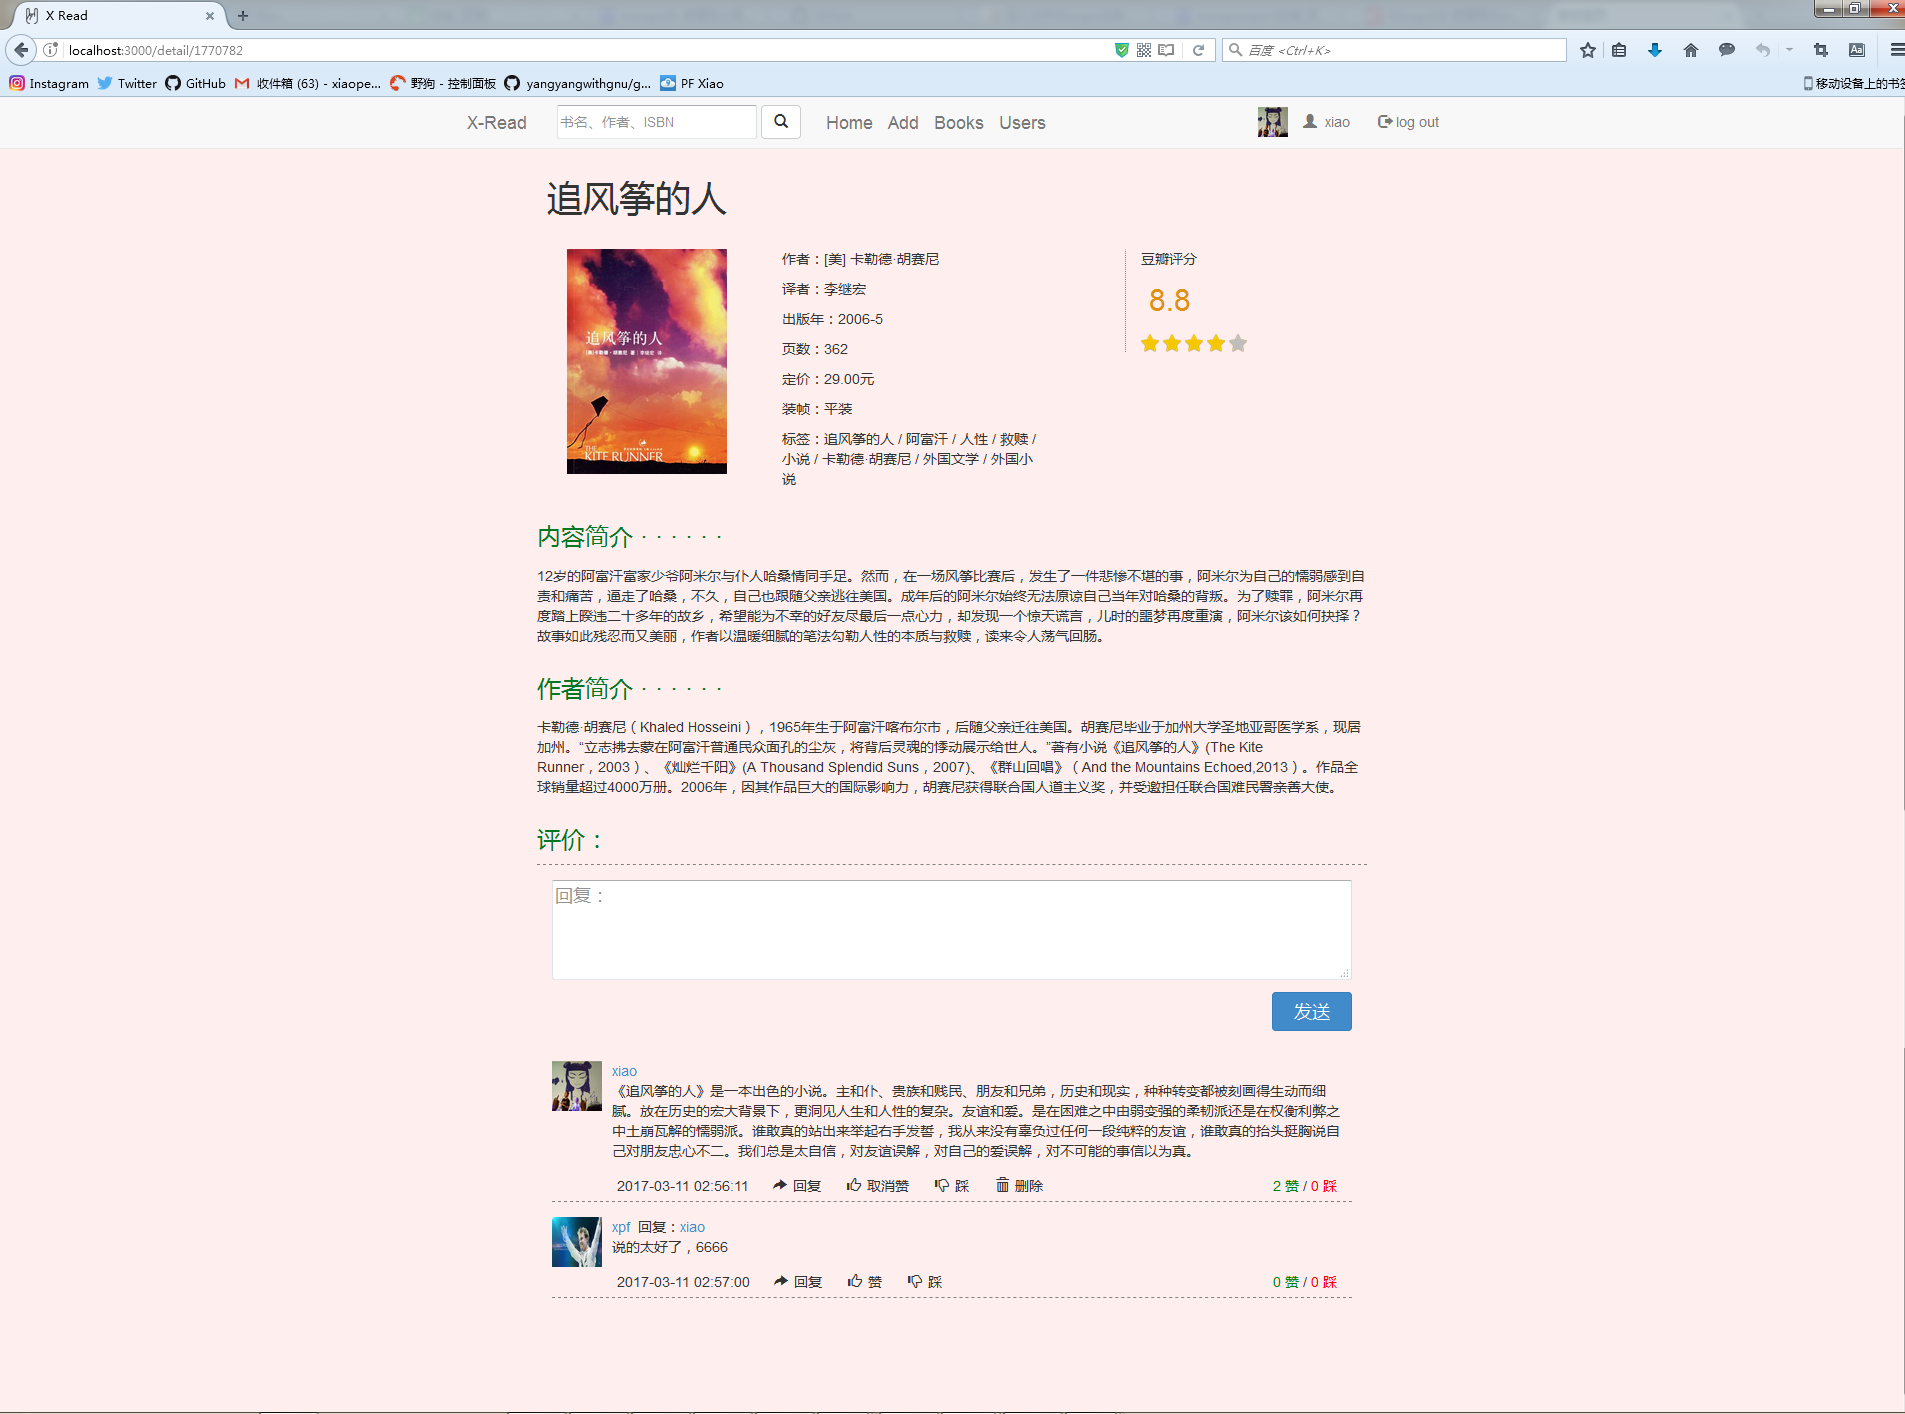 X Read
localhost:3000/detail/1770782
百度 <Ctrl+K>
Instagram Twitter GitHub 收件箱 (63) - xiaope... 野狗 - 控制面板 yangyangwithgnu/g... PF Xiao 移动设备上的书签
X-Read 书名、作者、ISBN Home Add Books Users xiao log out
追风筝的人
追风筝的人
THE
KITE RUNNER
作者：[美] 卡勒德·胡赛尼
译者：李继宏
出版年：2006-5
页数：362
定价：29.00元
装帧：平装
标签：追风筝的人 / 阿富汗 / 人性 / 救赎 /
小说 / 卡勒德·胡赛尼 / 外国文学 / 外国小
说
豆瓣评分
8.8
内容简介 · · · · · ·
12岁的阿富汗富家少爷阿米尔与仆人哈桑情同手足。然而，在一场风筝比赛后，发生了一件悲惨不堪的事，阿米尔为自己的懦弱感到自
责和痛苦，逼走了哈桑，不久，自己也跟随父亲逃往美国。成年后的阿米尔始终无法原谅自己当年对哈桑的背叛。为了赎罪，阿米尔再
度踏上暌违二十多年的故乡，希望能为不幸的好友尽最后一点心力，却发现一个惊天谎言，儿时的噩梦再度重演，阿米尔该如何抉择？
故事如此残忍而又美丽，作者以温暖细腻的笔法勾勒人性的本质与救赎，读来令人荡气回肠。
作者简介 · · · · · ·
卡勒德·胡赛尼（Khaled Hosseini），1965年生于阿富汗喀布尔市，后随父亲迁往美国。胡赛尼毕业于加州大学圣地亚哥医学系，现居
加州。“立志拂去蒙在阿富汗普通民众面孔的尘灰，将背后灵魂的悸动展示给世人。”著有小说《追风筝的人》(The Kite
Runner，2003）、《灿烂千阳》(A Thousand Splendid Suns，2007)、《群山回唱》（And the Mountains Echoed,2013）。作品全
球销量超过4000万册。2006年，因其作品巨大的国际影响力，胡赛尼获得联合国人道主义奖，并受邀担任联合国难民署亲善大使。
评价：
回复：
发送
xiao
《追风筝的人》是一本出色的小说。主和仆、贵族和贱民、朋友和兄弟，历史和现实，种种转变都被刻画得生动而细
腻。放在历史的宏大背景下，更洞见人生和人性的复杂。友谊和爱。是在困难之中由弱变强的柔韧派还是在权衡利弊之
中土崩瓦解的懦弱派。谁敢真的站出来举起右手发誓，我从来没有辜负过任何一段纯粹的友谊，谁敢真的抬头挺胸说自
己对朋友忠心不二。我们总是太自信，对友谊误解，对自己的爱误解，对不可能的事信以为真。
2017-03-11 02:56:11 回复 取消赞 踩 删除 2 赞 / 0 踩
xpf 回复：xiao
说的太好了，6666
2017-03-11 02:57:00 回复 赞 踩 0 赞 / 0 踩